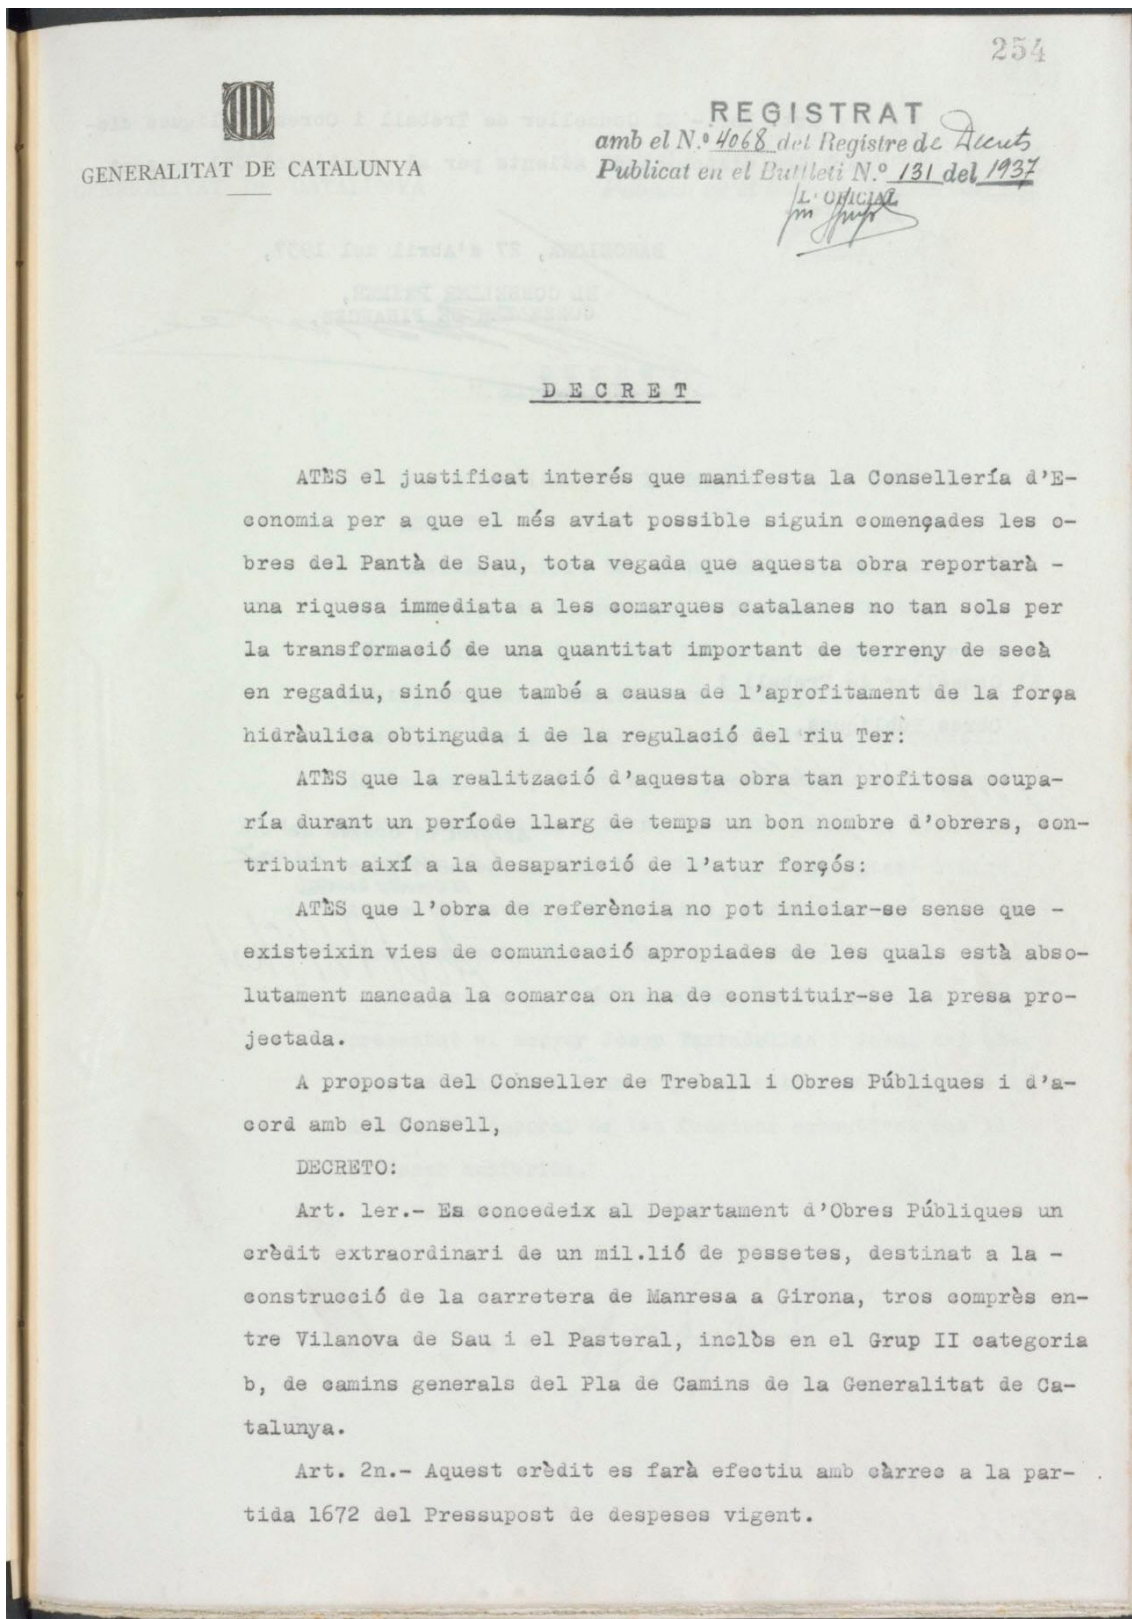 254
GENERALITAT DE CATALUNYA
REGISTRAT
amb el N.º 4068 del Registre de Decrets
Publicat en el Butlletí N.º 131 del 1937
L'OFICIAL
DECRET
ATÈS el justificat interés que manifesta la Consellería d'E-
conomia per a que el més aviat possible siguin començades les o-
bres del Pantà de Sau, tota vegada que aquesta obra reportarà -
una riquesa immediata a les comarques catalanes no tan sols per
la transformació de una quantitat important de terreny de secà
en regadiu, sinó que també a causa de l'aprofitament de la força
hidràulica obtinguda i de la regulació del riu Ter:
ATÈS que la realització d'aquesta obra tan profitosa ocupa-
ría durant un període llarg de temps un bon nombre d'obrers, con-
tribuint així a la desaparició de l'atur forçós:
ATÈS que l'obra de referència no pot iniciar-se sense que -
existeixin vies de comunicació apropiades de les quals està abso-
lutament mancada la comarca on ha de constituir-se la presa pro-
jectada.
A proposta del Conseller de Treball i Obres Públiques i d'a-
cord amb el Consell,
DECRETO:
Art. 1er.- Es concedeix al Departament d'Obres Públiques un
crèdit extraordinari de un mil.lió de pessetes, destinat a la -
construcció de la carretera de Manresa a Girona, tros comprès en-
tre Vilanova de Sau i el Pasteral, inclòs en el Grup II categoria
b, de camins generals del Pla de Camins de la Generalitat de Ca-
talunya.
Art. 2n.- Aquest crèdit es farà efectiu amb càrrec a la par-
tida 1672 del Pressupost de despeses vigent.